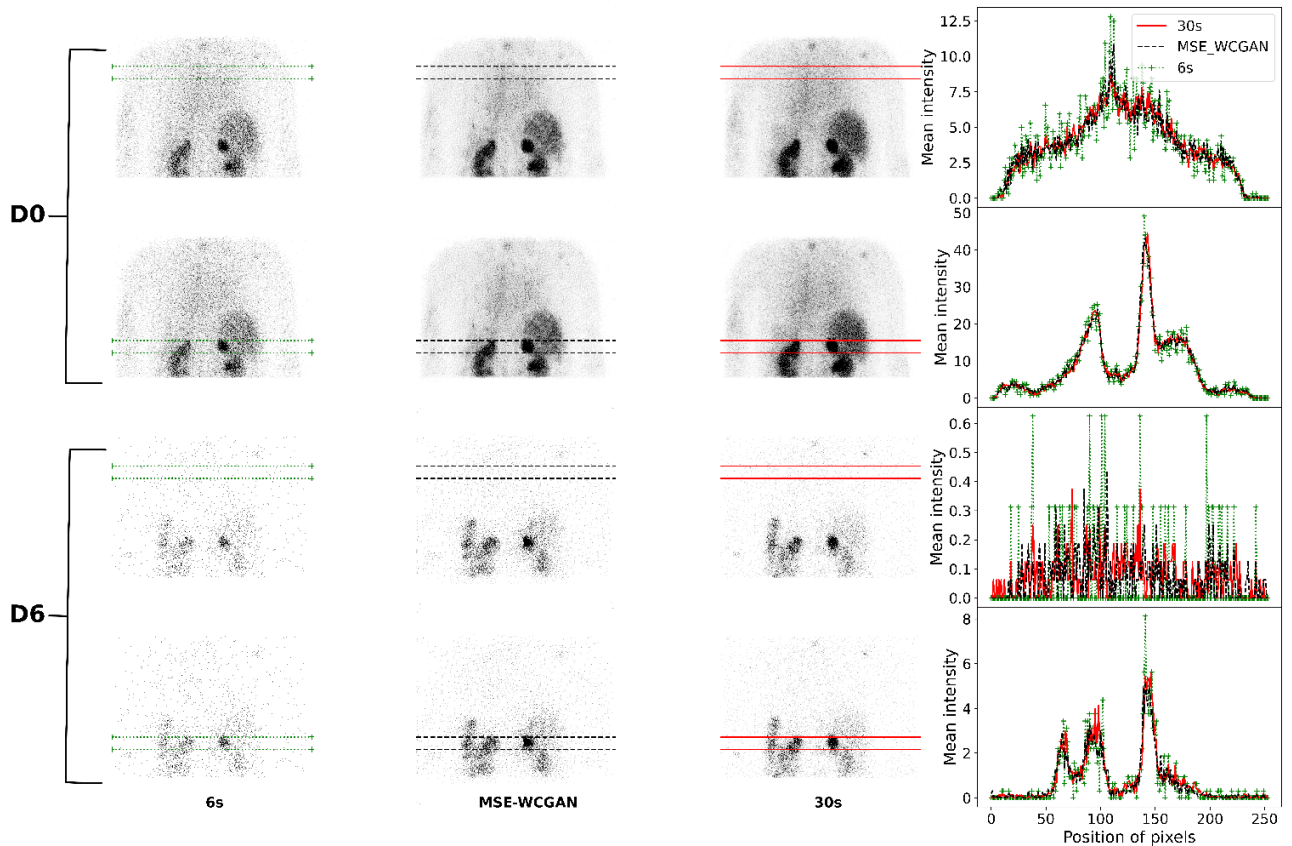 12.5
10.0
7.5
5.0
2.5
0.0
Mean intensity
30s
MSE_WCGAN
6s
D0
50
40
30
20
10
0
Mean intensity
0.6
0.5
0.4
0.3
0.2
0.1
0.0
Mean intensity
D6
8
6
4
2
0
Mean intensity
0 50 100 150 200 250
Position of pixels
6s MSE-WCGAN 30s